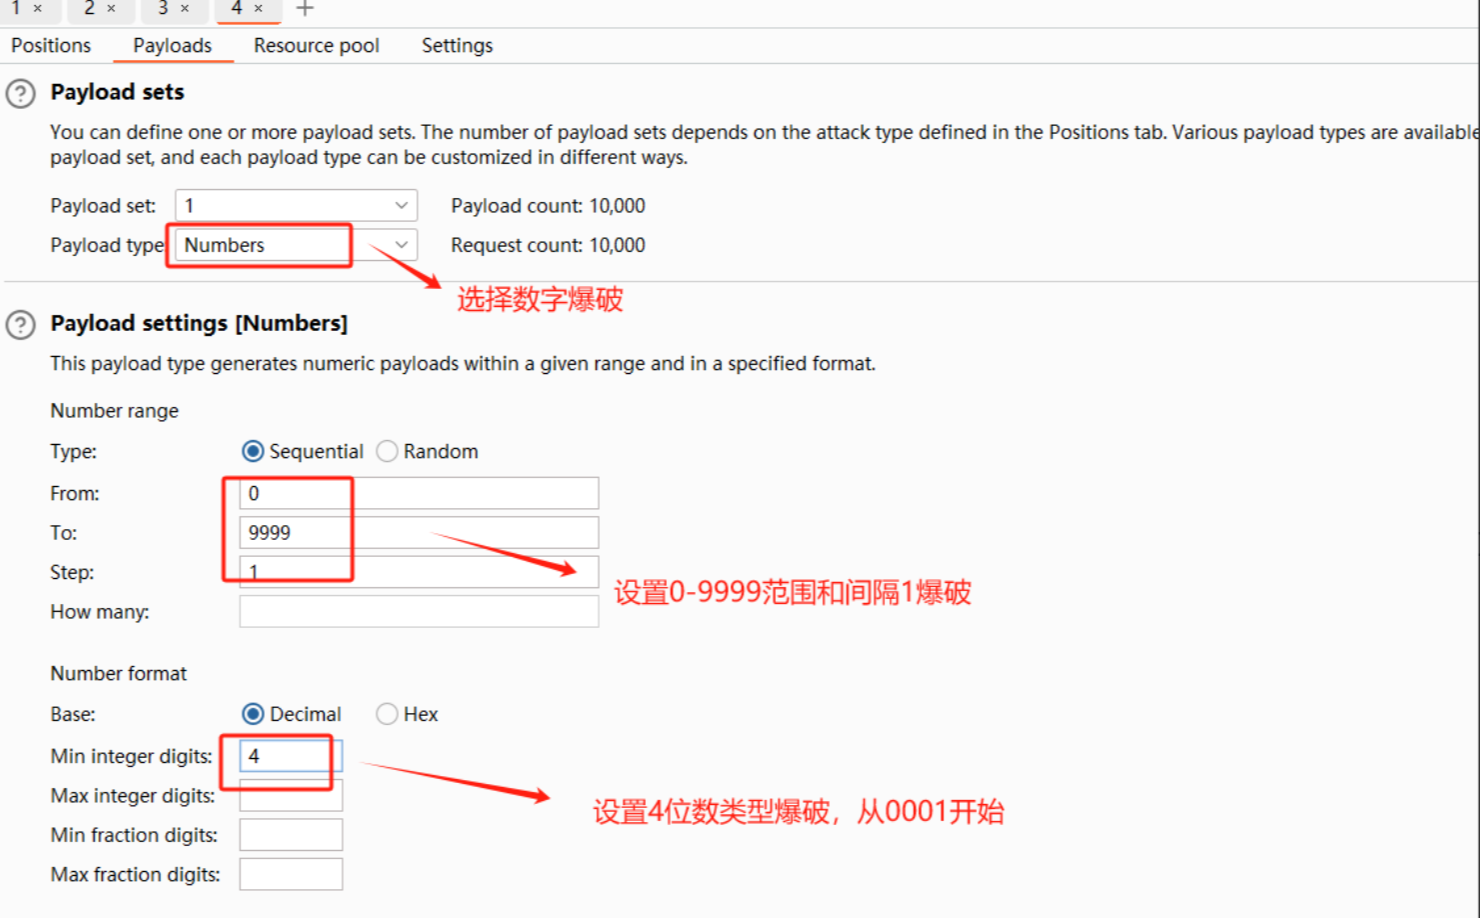 1 × 2 × 3 × 4 × +
Positions Payloads Resource pool Settings
? Payload sets
You can define one or more payload sets. The number of payload sets depends on the attack type defined in the Positions tab. Various payload types are available
payload set, and each payload type can be customized in different ways.
Payload set: 1 Payload count: 10,000
Payload type Numbers Request count: 10,000
选择数字爆破
? Payload settings [Numbers]
This payload type generates numeric payloads within a given range and in a specified format.
Number range
Type: Sequential Random
From: 0
To: 9999
Step: 1
设置0-9999范围和间隔1爆破
How many:
Number format
Base: Decimal Hex
Min integer digits: 4
Max integer digits:
设置4位数类型爆破，从0001开始
Min fraction digits:
Max fraction digits: